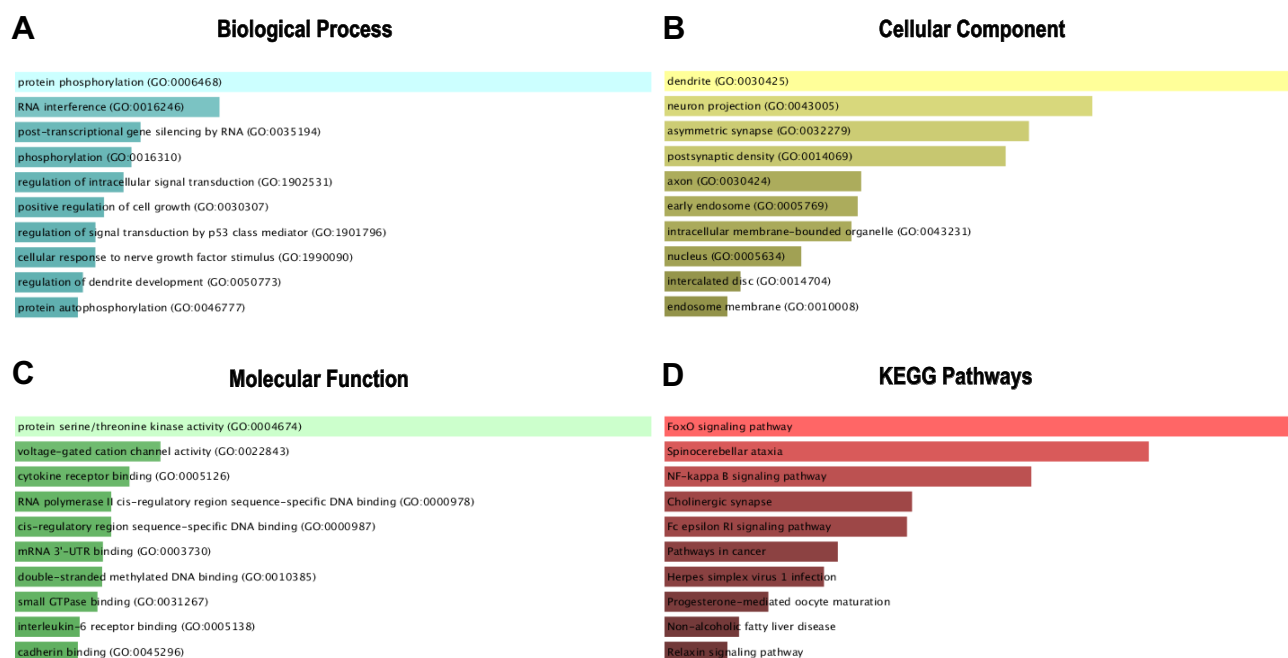 A
Biological Process
protein phosphorylation (GO:0006468)
RNA interference (GO:0016246)
post-transcriptional gene silencing by RNA (GO:0035194)
phosphorylation (GO:0016310)
regulation of intracellular signal transduction (GO:1902531)
positive regulation of cell growth (GO:0030307)
regulation of signal transduction by p53 class mediator (GO:1901796)
cellular response to nerve growth factor stimulus (GO:1990090)
regulation of dendrite development (GO:0050773)
protein autophosphorylation (GO:0046777)
B
Cellular Component
dendrite (GO:0030425)
neuron projection (GO:0043005)
asymmetric synapse (GO:0032279)
postsynaptic density (GO:0014069)
axon (GO:0030424)
early endosome (GO:0005769)
intracellular membrane-bounded organelle (GO:0043231)
nucleus (GO:0005634)
intercalated disc (GO:0014704)
endosome membrane (GO:0010008)
C
Molecular Function
protein serine/threonine kinase activity (GO:0004674)
voltage-gated cation channel activity (GO:0022843)
cytokine receptor binding (GO:0005126)
RNA polymerase II cis-regulatory region sequence-specific DNA binding (GO:0000978)
cis-regulatory region sequence-specific DNA binding (GO:0000987)
mRNA 3'-UTR binding (GO:0003730)
double-stranded methylated DNA binding (GO:0010385)
small GTPase binding (GO:0031267)
interleukin-6 receptor binding (GO:0005138)
cadherin binding (GO:0045296)
D
KEGG Pathways
FoxO signaling pathway
Spinocerebellar ataxia
NF-kappa B signaling pathway
Cholinergic synapse
Fc epsilon RI signaling pathway
Pathways in cancer
Herpes simplex virus 1 infection
Progesterone-mediated oocyte maturation
Non-alcoholic fatty liver disease
Relaxin signaling pathway